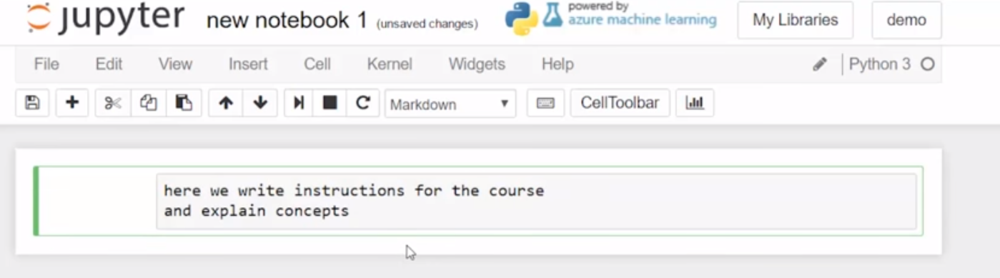 jupyter new notebook 1 (unsaved changes) powered by azure machine learning My Libraries demo
File Edit View Insert Cell Kernel Widgets Help Python 3
Markdown CellToolbar
here we write instructions for the course
and explain concepts